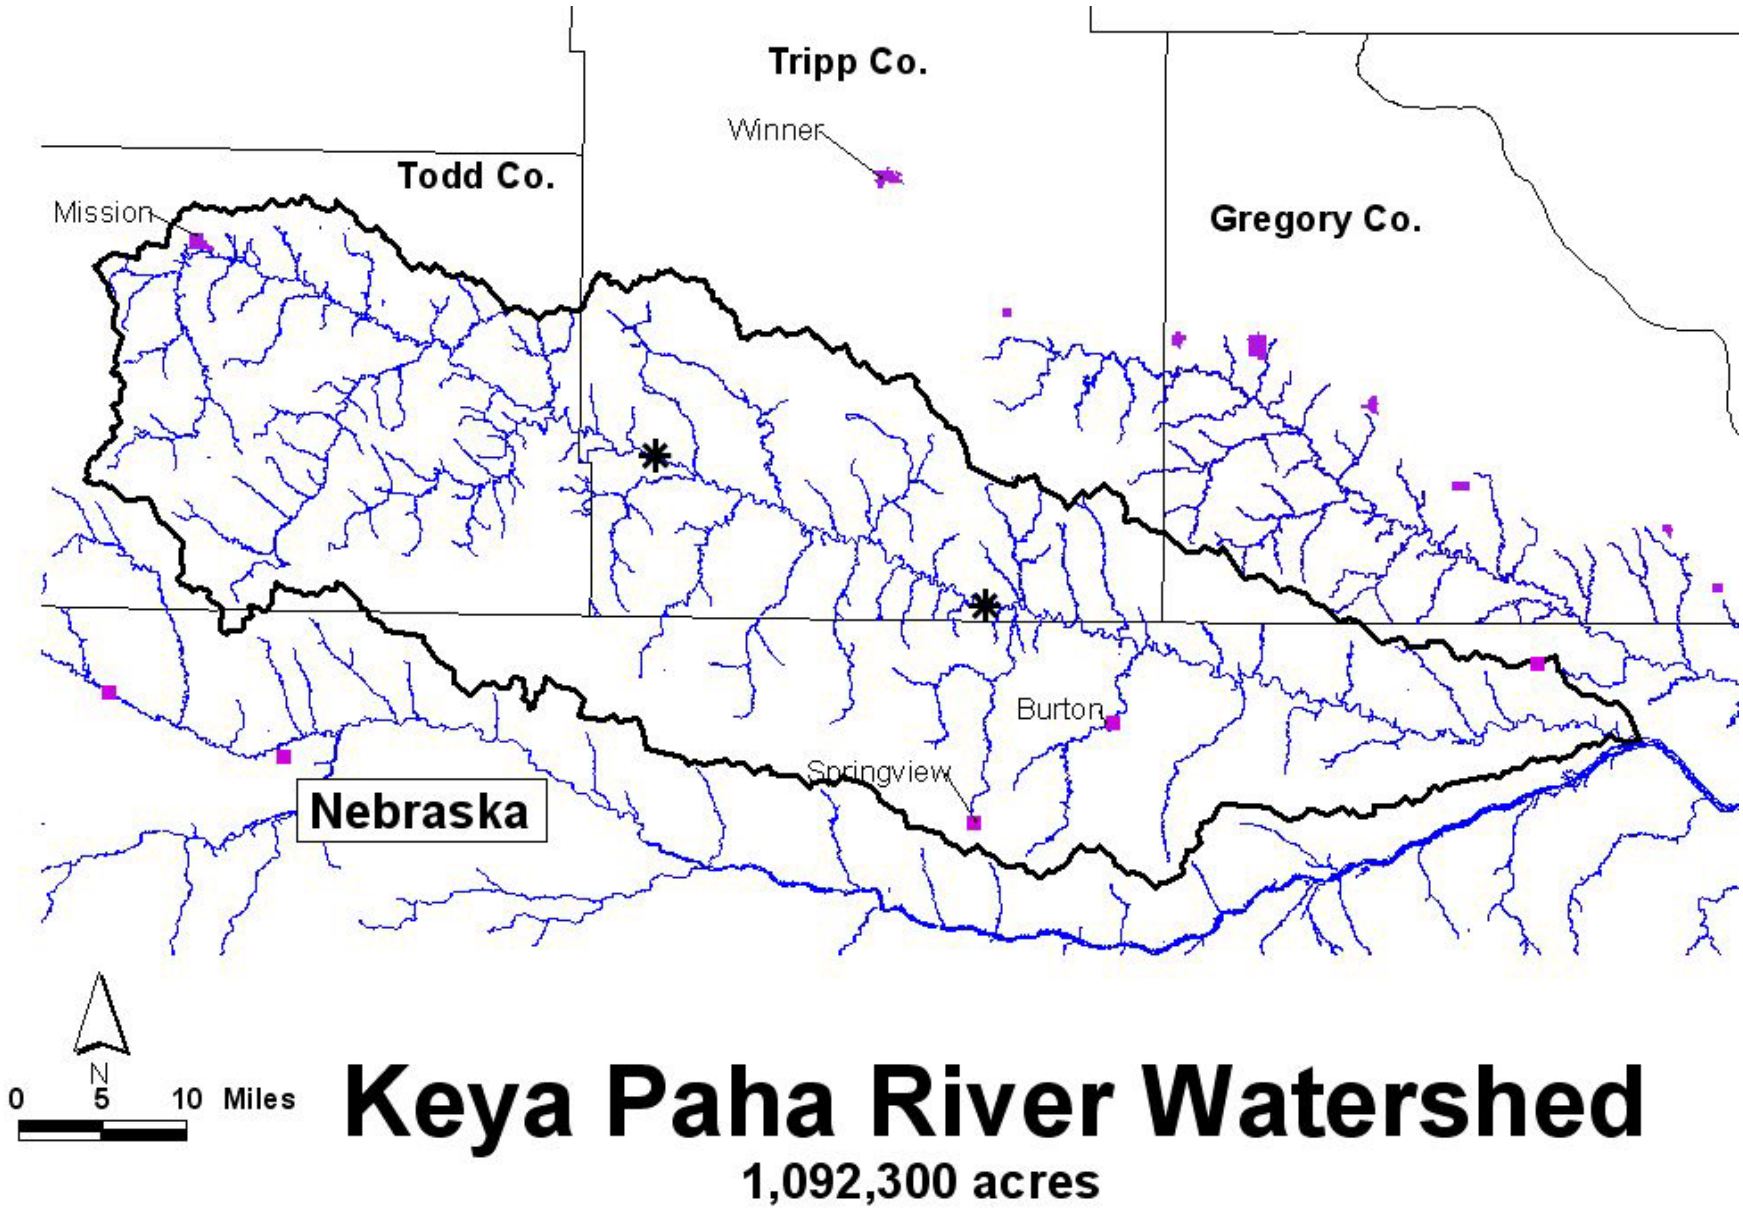 Tripp Co.
Winner
Todd Co.
Mission
Gregory Co.
Burton
Springview
Nebraska
N
0 5 10 Miles
Keya Paha River Watershed
1,092,300 acres